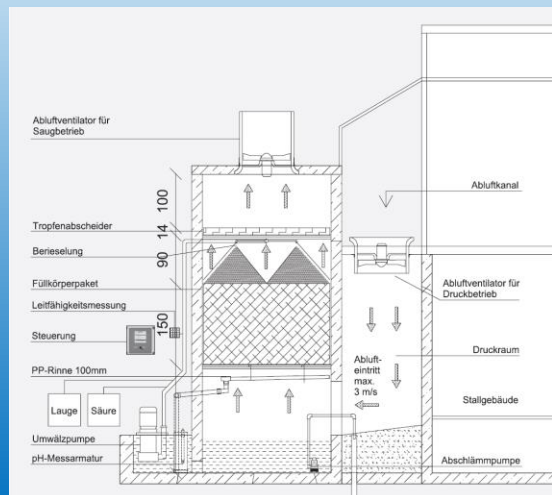 Abluftventilator für
Saugbetrieb
100
Tropfenabscheider
14
Berieselung
90
Füllkörperpaket
Leitfähigkeitsmessung
150
Steuerung
PP-Rinne 100mm
Lauge
Säure
Umwälzpumpe
pH-Messarmatur
Abluftkanal
Abluftventilator für
Druckbetrieb
Druckraum
Abluft-
eintritt
max.
3 m/s
Stallgebäude
Abschlämmpumpe